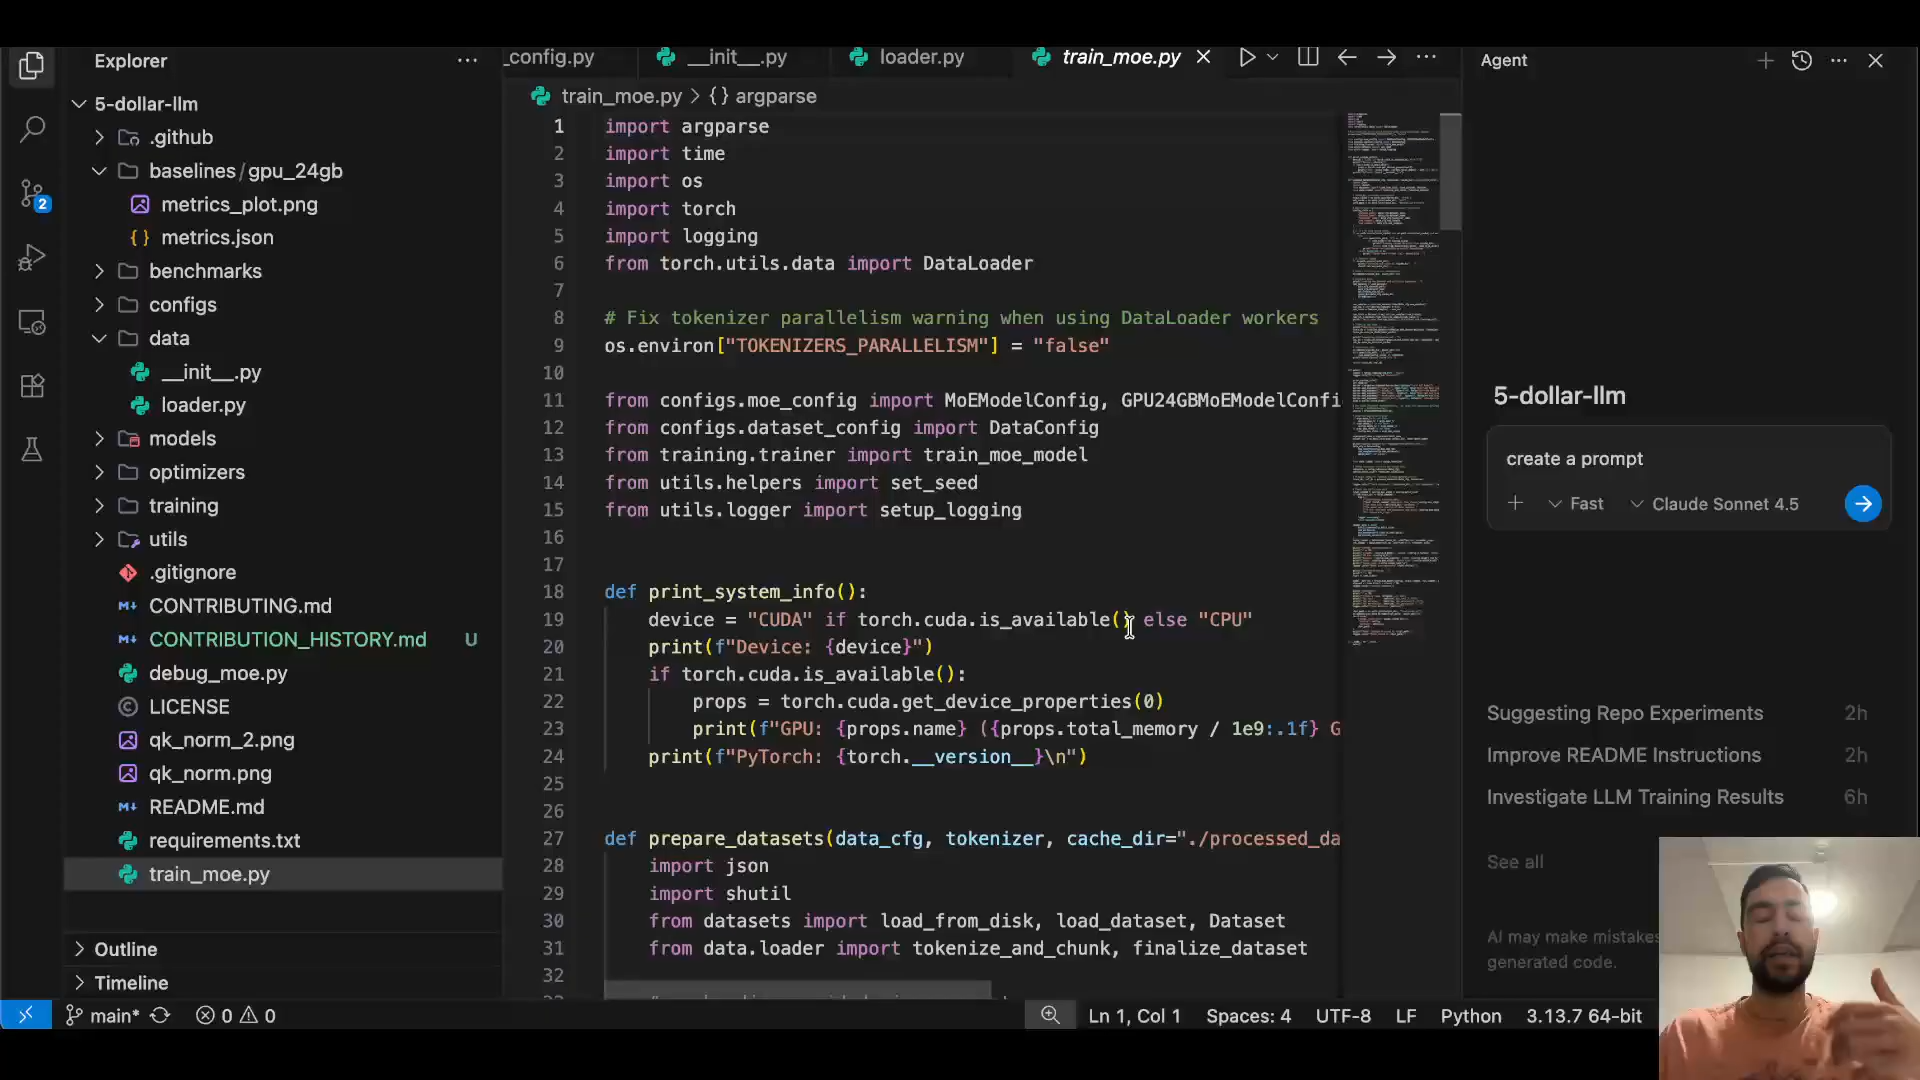 Explorer
5-dollar-llm
.github
baselines/gpu_24gb
metrics_plot.png
{} metrics.json
benchmarks
configs
data
__init__.py
loader.py
models
optimizers
training
utils
.gitignore
CONTRIBUTING.md
CONTRIBUTION_HISTORY.md U
debug_moe.py
LICENSE
qk_norm_2.png
qk_norm.png
README.md
requirements.txt
train_moe.py
Outline
Timeline
2
_config.py __init__.py loader.py train_moe.py
train_moe.py > {} argparse
1 import argparse
2 import time
3 import os
4 import torch
5 import logging
6 from torch.utils.data import DataLoader
7
8 # Fix tokenizer parallelism warning when using DataLoader workers
9 os.environ["TOKENIZERS_PARALLELISM"] = "false"
10
11 from configs.moe_config import MoEModelConfig, GPU24GBMoEModelConfi
12 from configs.dataset_config import DataConfig
13 from training.trainer import train_moe_model
14 from utils.helpers import set_seed
15 from utils.logger import setup_logging
16
17
18 def print_system_info():
19 device = "CUDA" if torch.cuda.is_available() else "CPU"
20 print(f"Device: {device}")
21 if torch.cuda.is_available():
22 props = torch.cuda.get_device_properties(0)
23 print(f"GPU: {props.name} ({props.total_memory / 1e9:.1f} G
24 print(f"PyTorch: {torch.__version__}\n")
25
26
27 def prepare_datasets(data_cfg, tokenizer, cache_dir="./processed_da
28 import json
29 import shutil
30 from datasets import load_from_disk, load_dataset, Dataset
31 from data.loader import tokenize_and_chunk, finalize_dataset
32
Agent
5-dollar-llm
create a prompt
Fast Claude Sonnet 4.5
Suggesting Repo Experiments 2h
Improve README Instructions 2h
Investigate LLM Training Results 6h
See all
AI may make mistakes
generated code.
main* 0 0 Ln 1, Col 1 Spaces: 4 UTF-8 LF Python 3.13.7 64-bit